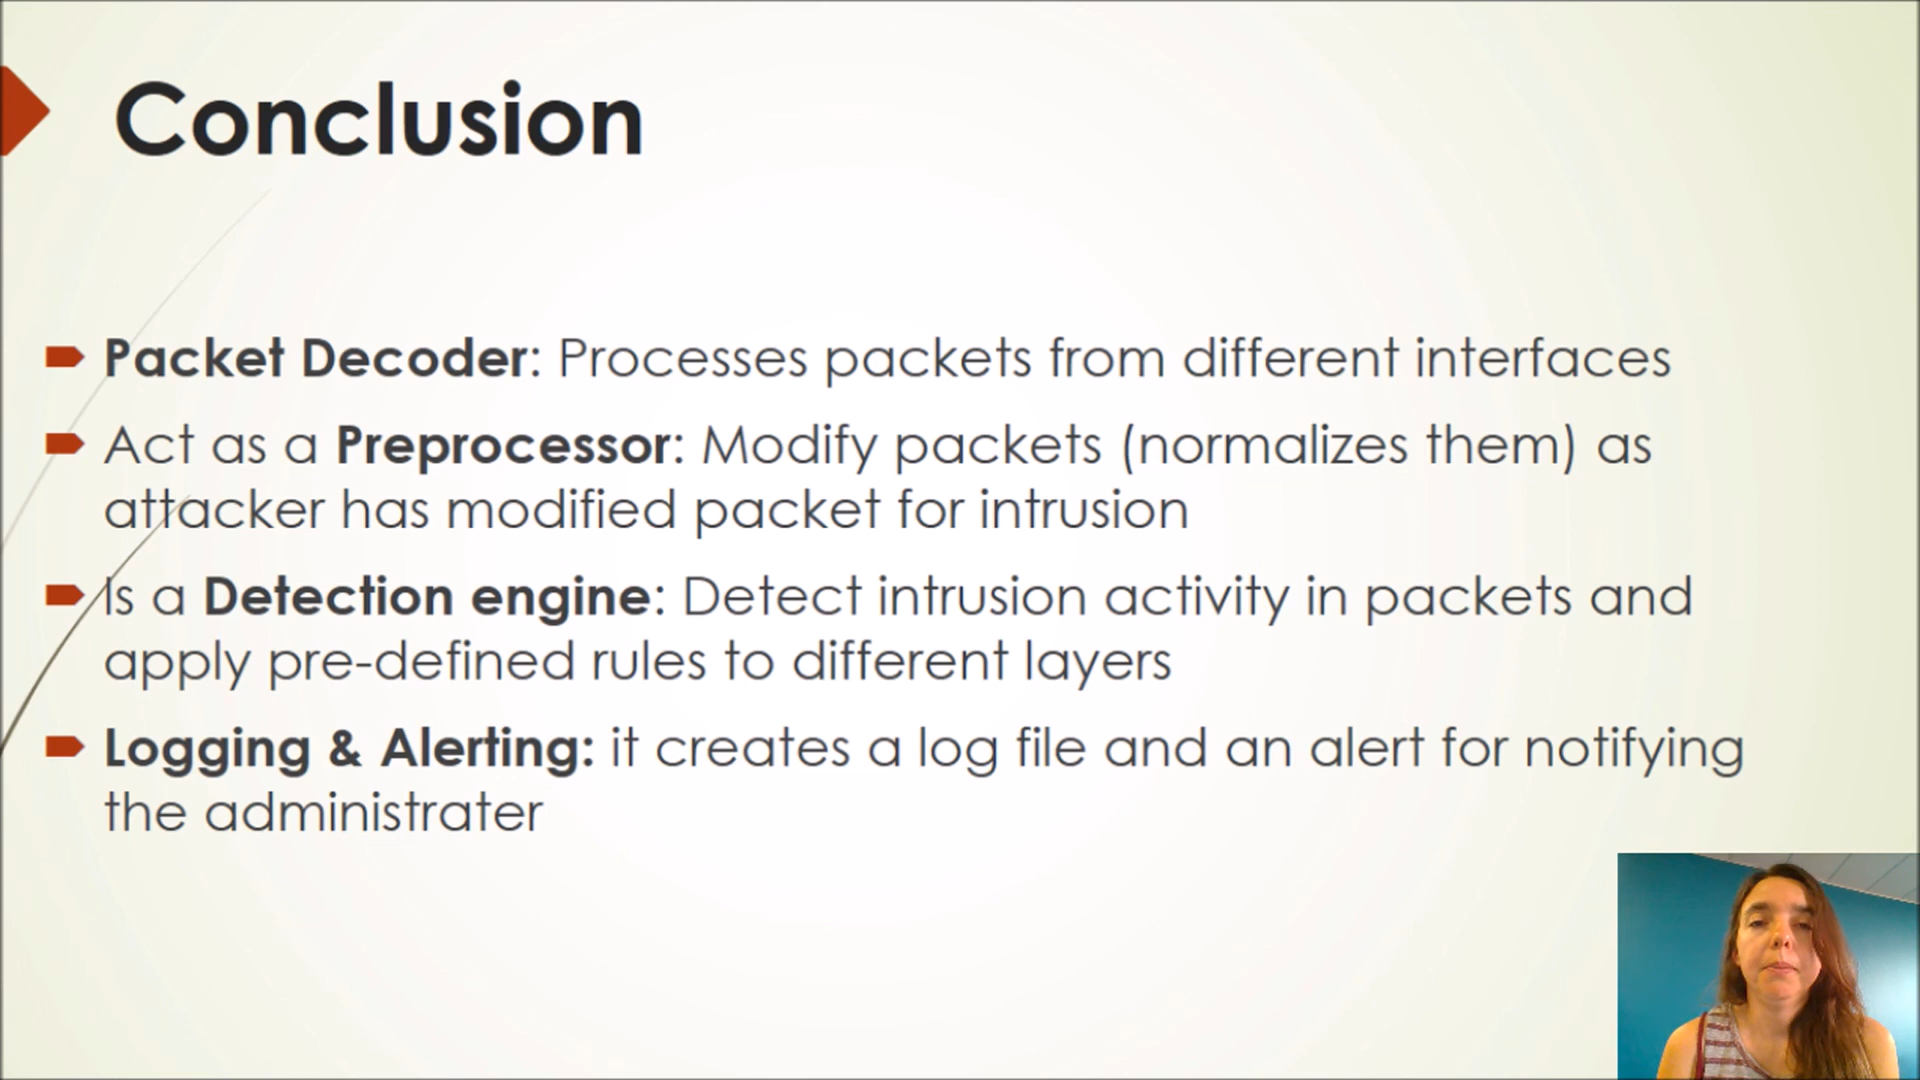 Conclusion
Packet Decoder: Processes packets from different interfaces
Act as a Preprocessor: Modify packets (normalizes them) as
attacker has modified packet for intrusion
Is a Detection engine: Detect intrusion activity in packets and
apply pre-defined rules to different layers
Logging & Alerting: it creates a log file and an alert for notifying
the administrater